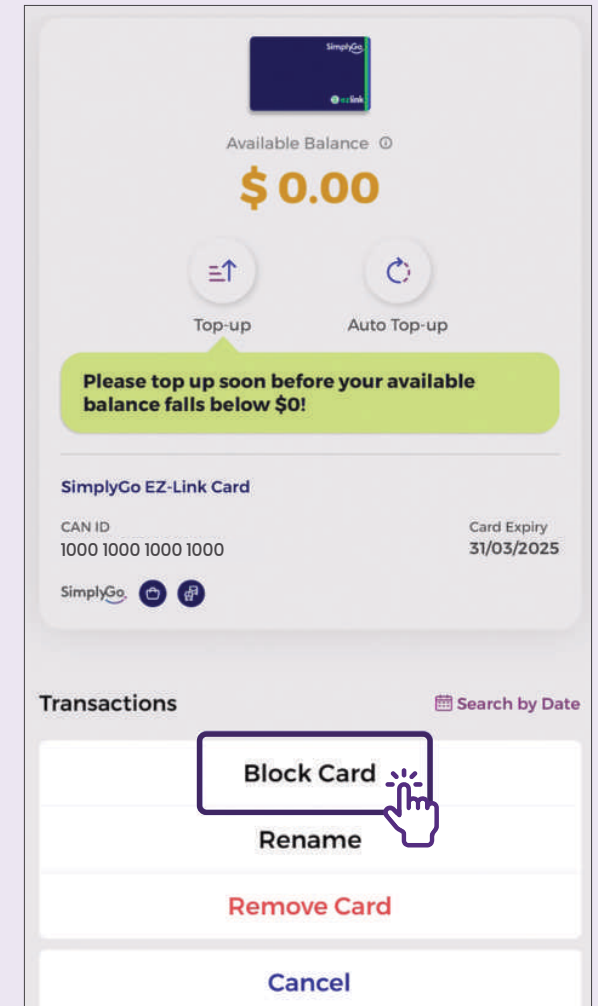 SimplyGo
ezlink
Available Balance
$ 0.00
Top-up Auto Top-up
Please top up soon before your available
balance falls below $0!
SimplyGo EZ-Link Card
CAN ID Card Expiry
1000 1000 1000 1000 31/03/2025
SimplyGo
Transactions Search by Date
Block Card
Rename
Remove Card
Cancel